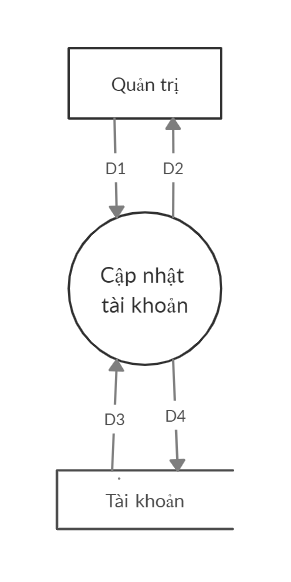 Quản trị
D1
D2
Cập nhật
tài khoản
D3
D4
Tài khoản